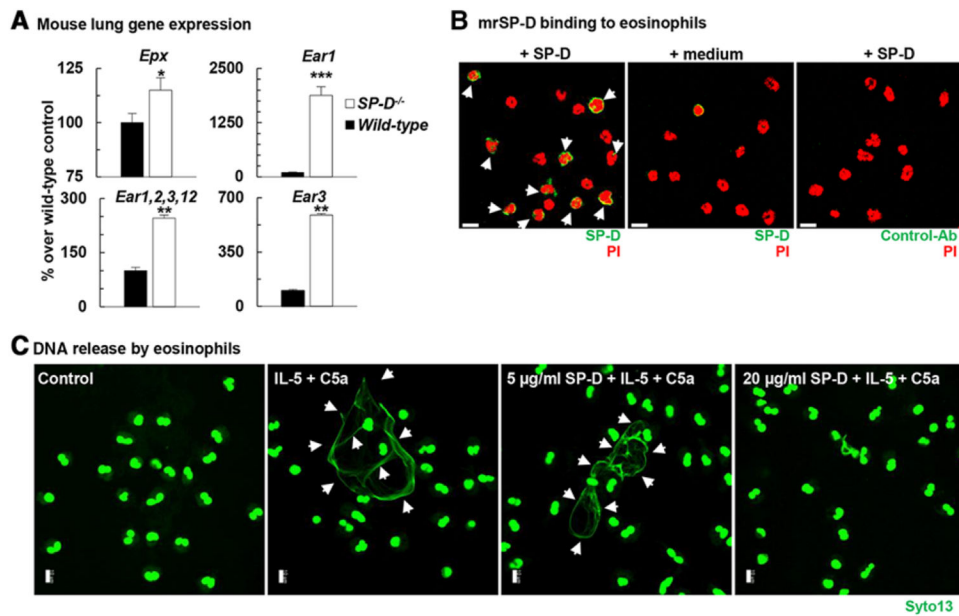 A Mouse lung gene expression
Epx
125
*
100
75
Ear1
2500
***
1250
0
SP-D-/-
Wild-type
% over wild-type control
Ear1,2,3,12
300
**
150
0
Ear3
700
**
350
0
B mrSP-D binding to eosinophils
+ SP-D + medium + SP-D
SP-D SP-D Control-Ab
PI PI PI
C DNA release by eosinophils
Control IL-5 + C5a 5 µg/ml SP-D + IL-5 + C5a 20 µg/ml SP-D + IL-5 + C5a
Syto13